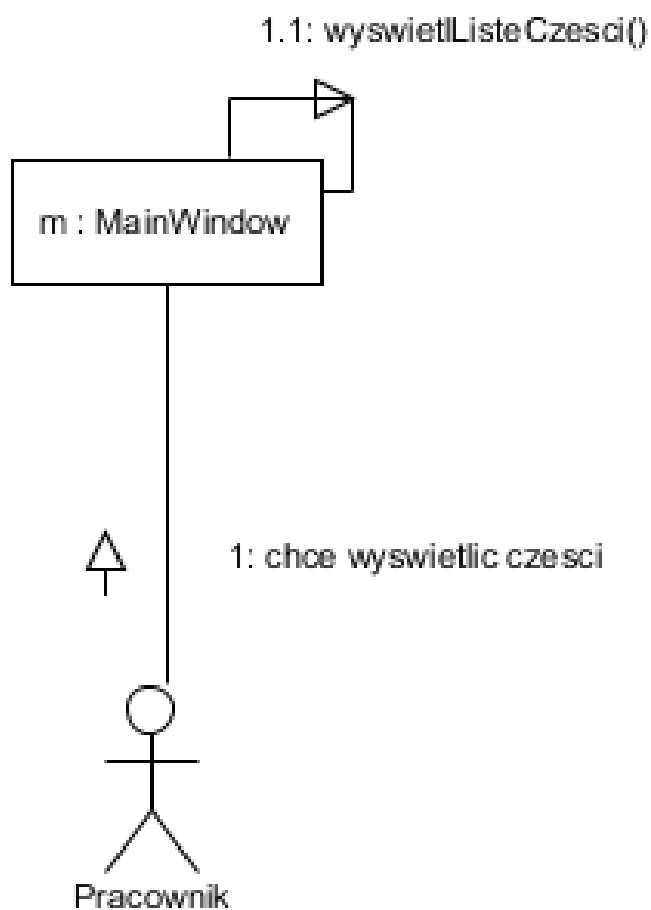 1.1: wyswietlListeCzesci()
m : MainWindow
1: chce wyswietlic czesci
Pracownik